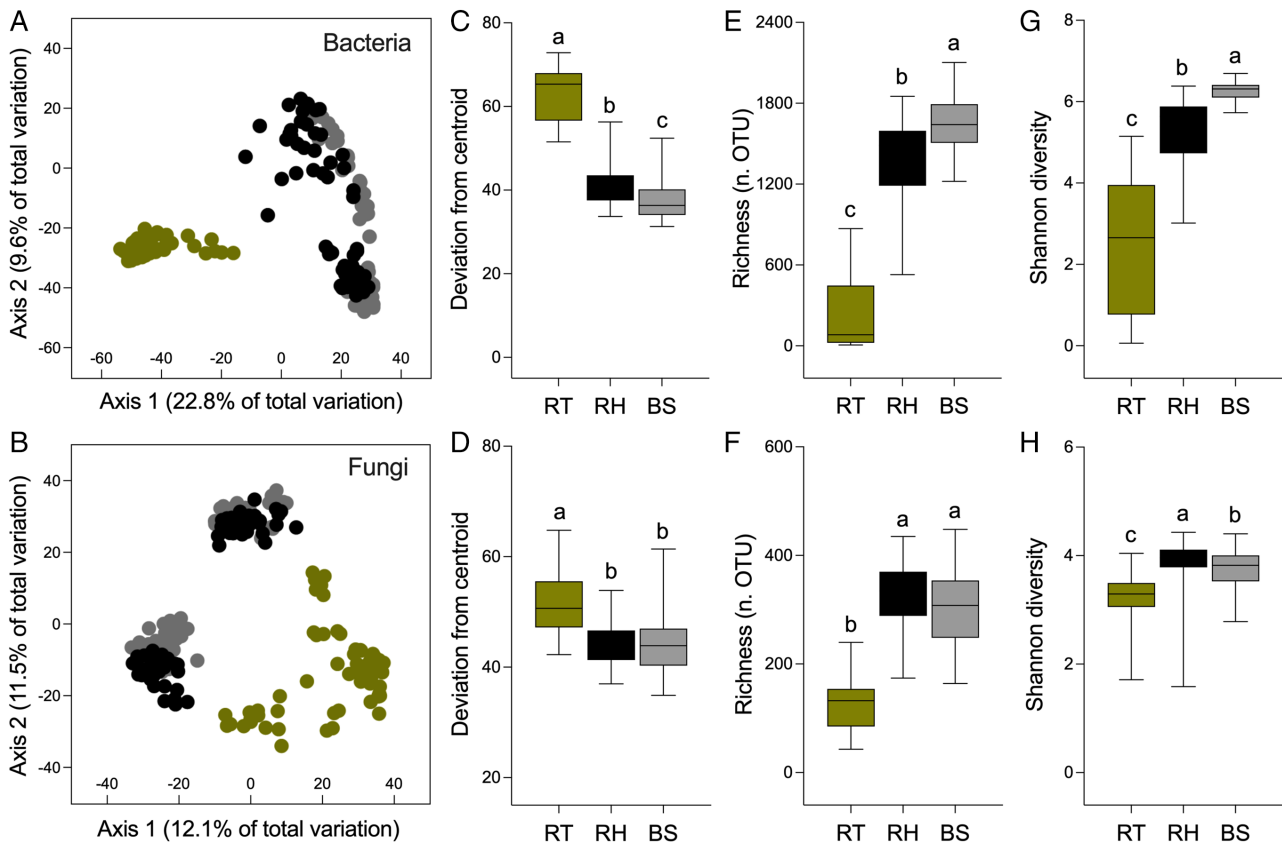 A
Bacteria
40
20
0
-20
-40
-60
-60 -40 -20 0 20 40
Axis 2 (9.6% of total variation)
Axis 1 (22.8% of total variation)
C
80
60
40
20
0
Deviation from centroid
a
b
c
RT RH BS
E
2400
1800
1200
600
0
Richness (n. OTU)
c
b
a
RT RH BS
G
8
6
4
2
0
Shannon diversity
c
b
a
RT RH BS
B
Fungi
40
20
0
-20
-40
-40 -20 0 20 40
Axis 2 (11.5% of total variation)
Axis 1 (12.1% of total variation)
D
80
60
40
20
Deviation from centroid
a
b
b
RT RH BS
F
600
400
200
0
Richness (n. OTU)
b
a
a
RT RH BS
H
6
4
2
0
Shannon diversity
c
a
b
RT RH BS